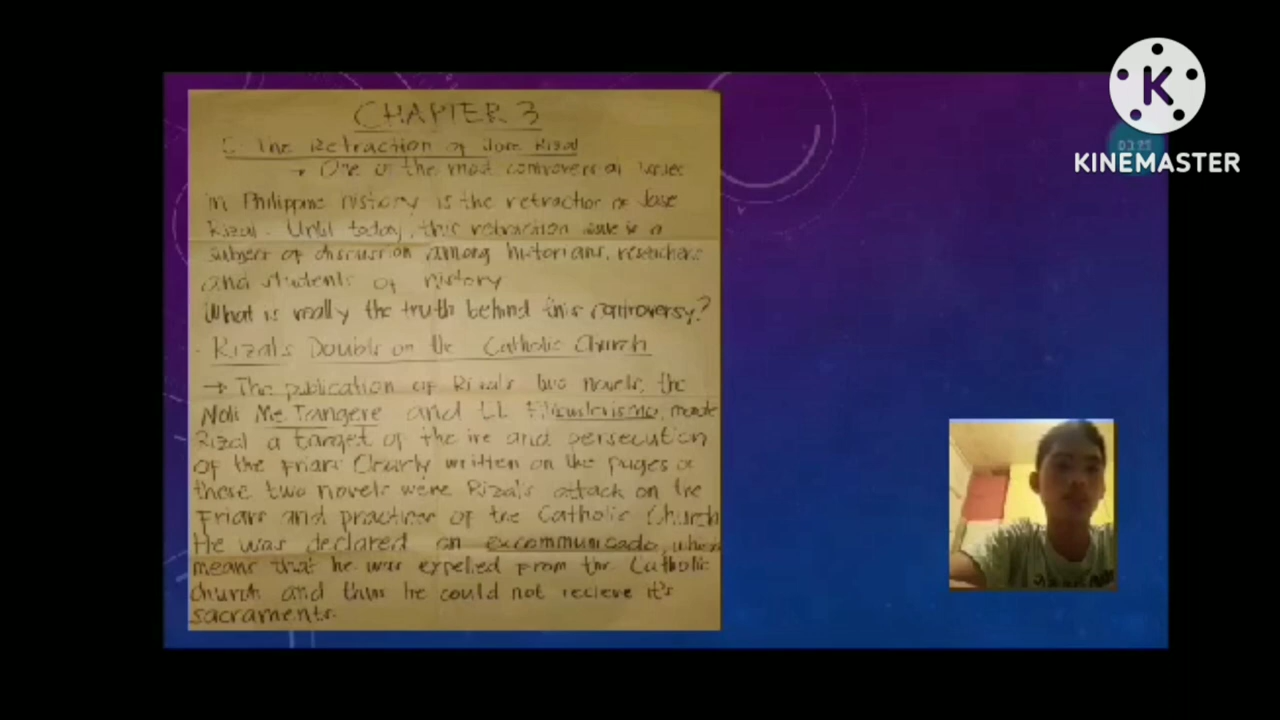 CHAPTER 3
C. The Retraction of Jose Rizal
→ One of the most controversial issues
in Philippine history is the retraction of Jose
Rizal. Until today, this retraction issue is a
subject of discussion among historians, reserchers
and students of history
What is really the truth behind this controversy?
Rizal's Doubts on the Catholic Church
→ The publication of Rizal's two novels, the
Noli Me Tangere and EL Filibusterismo, made
Rizal a target of the ire and persecution
of the Friars Clearly written on the pages of
these two novels were Rizal's attack on the
Friars and practices of the Catholic Church
He was declared an excommunicado, which
means that he was expelled from the Catholic
church and thus he could not recieve it's
sacraments.
KINEMASTER